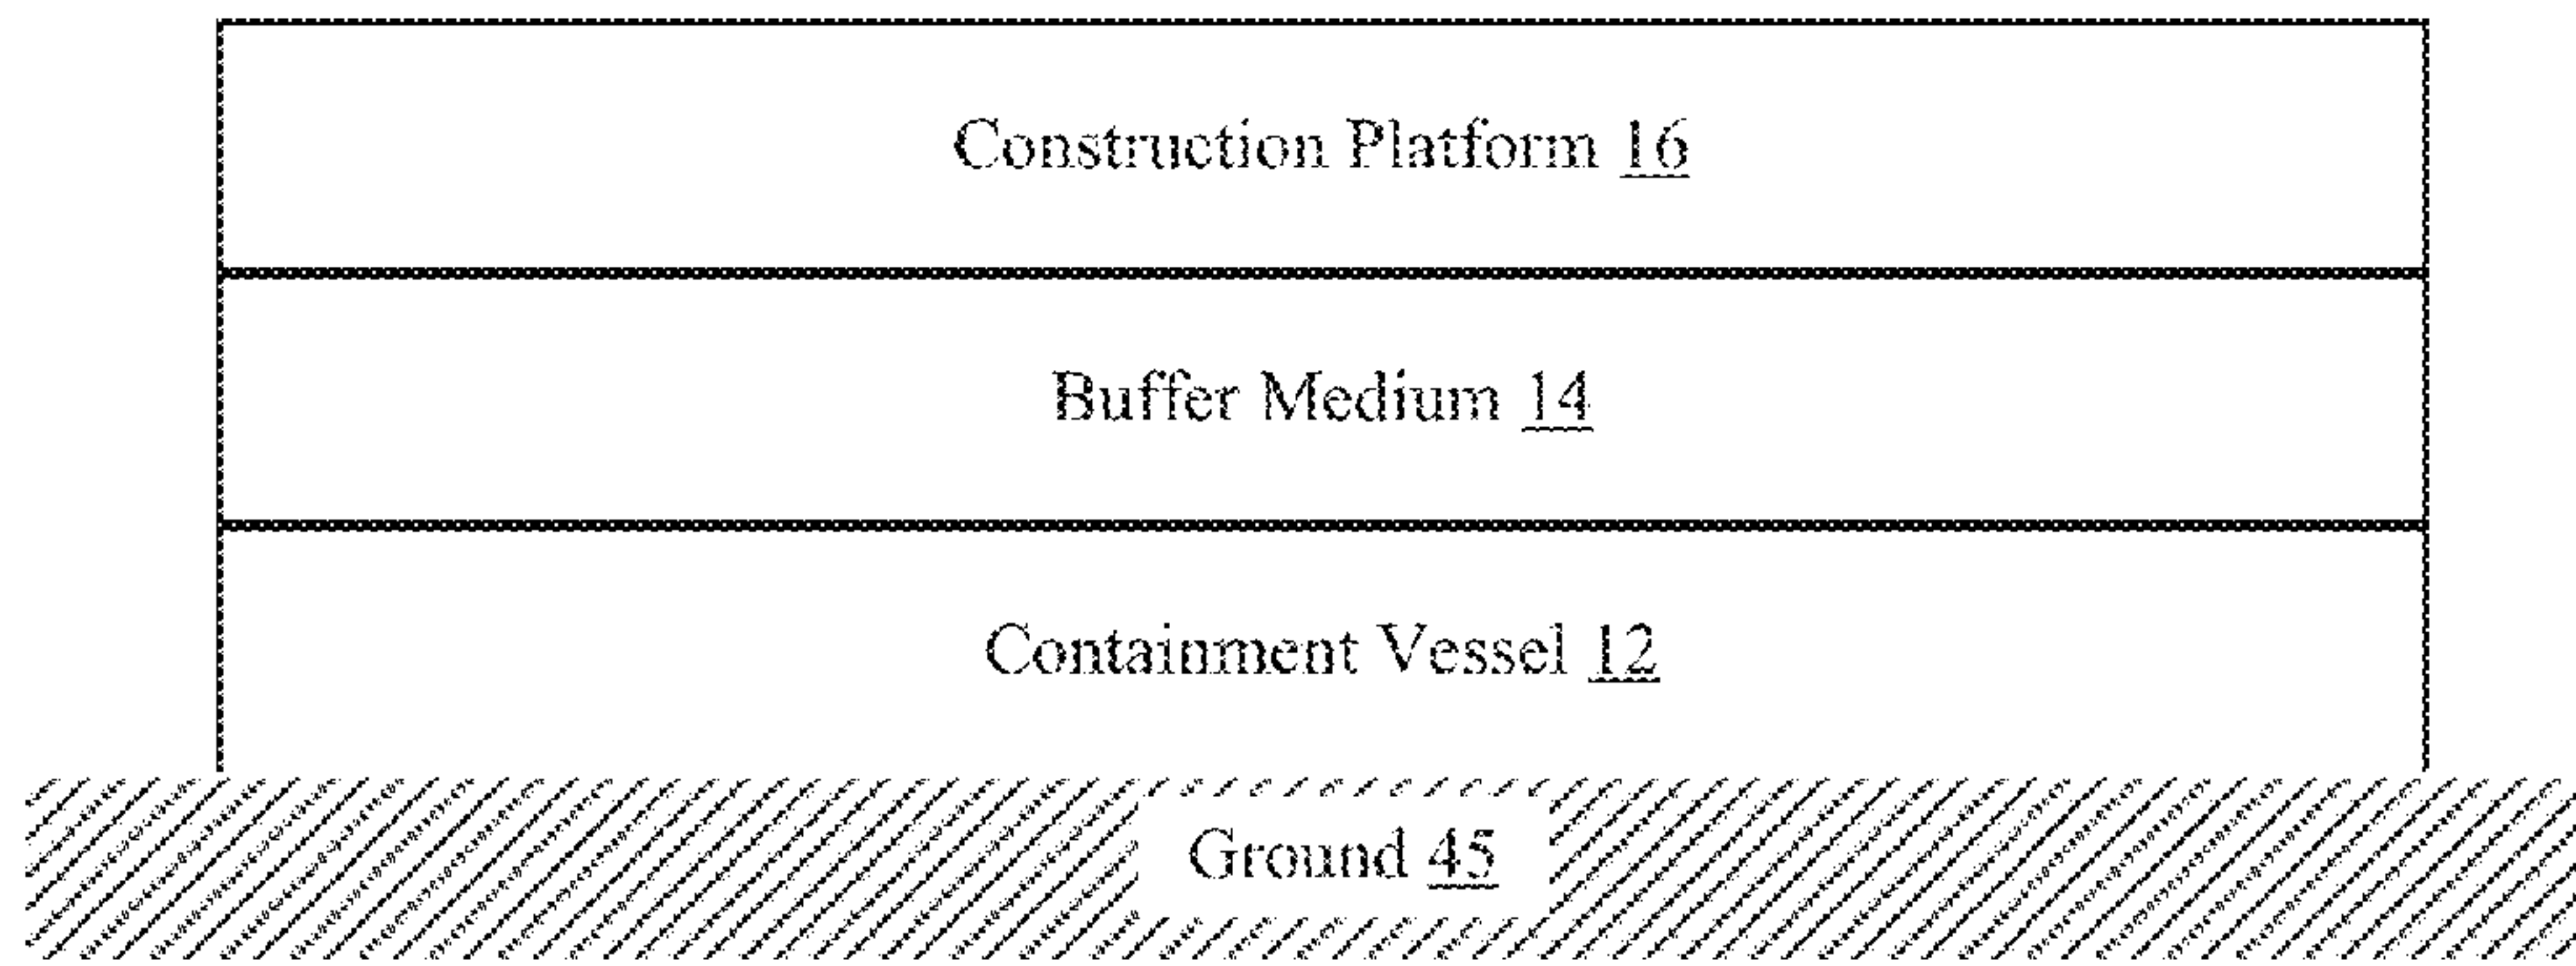 Construction Platform 16
Buffer Medium 14
Containment Vessel 12
Ground 45